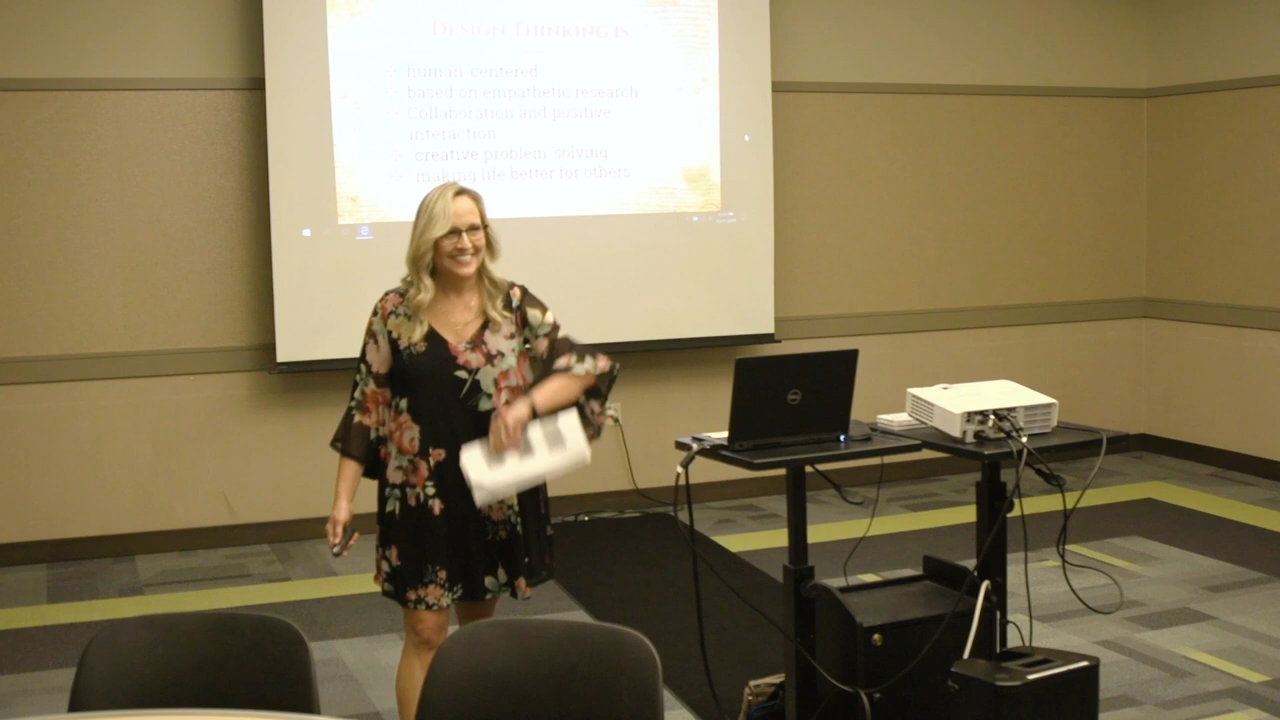 DESIGN THINKING IS
human-centered
based on empathetic research
Collaboration and positive
interaction
creative problem-solving
making life better for others
DELL